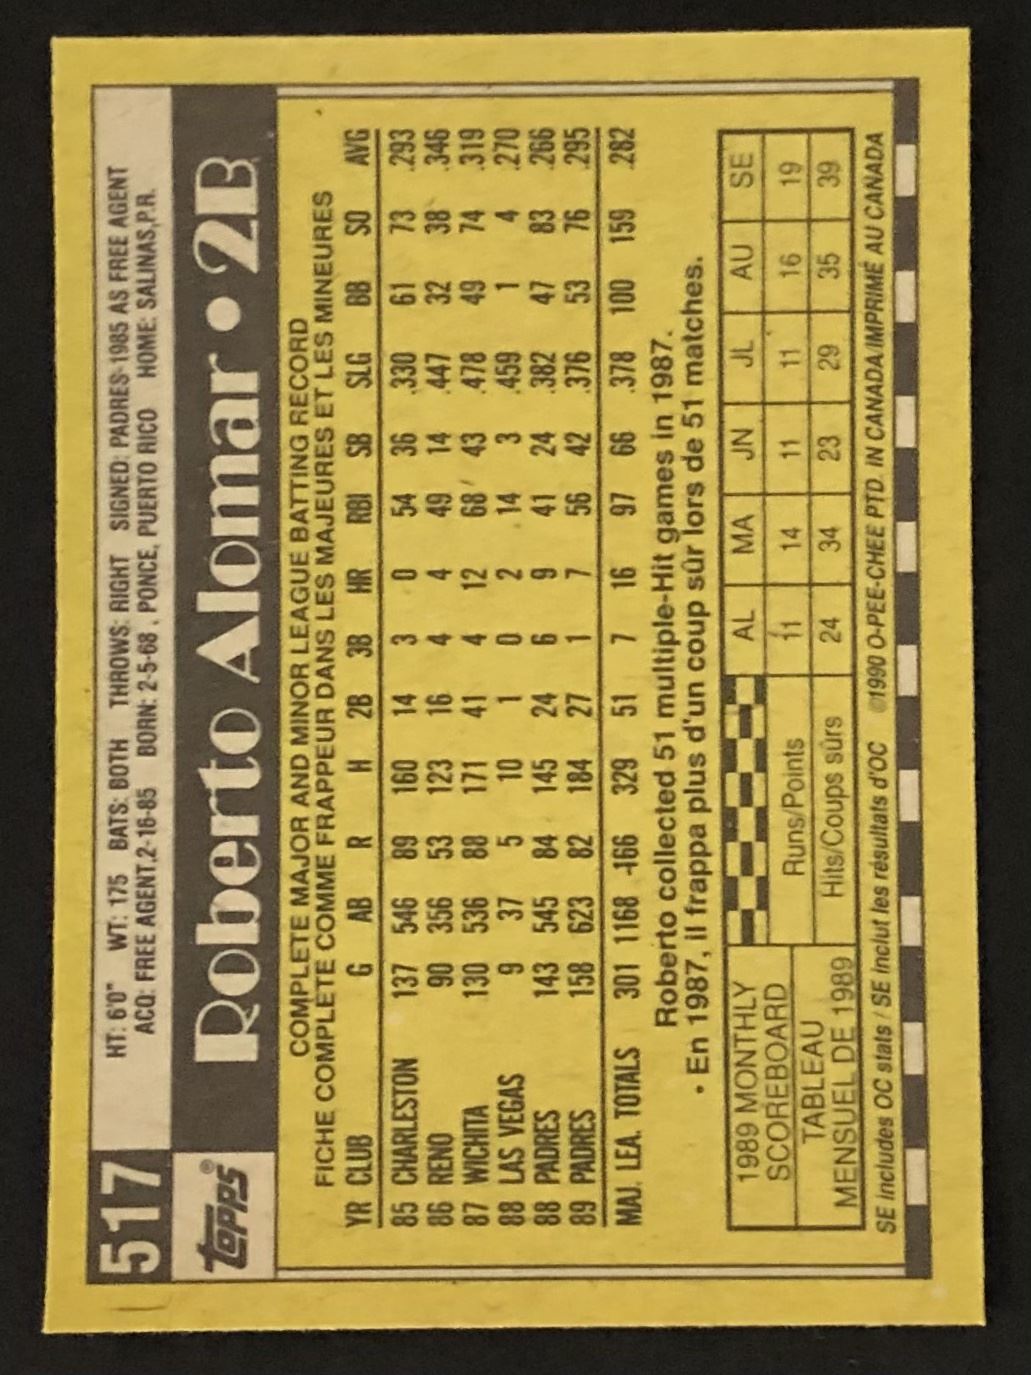 517
HT: 6'0" WT: 175 BATS: BOTH THROWS: RIGHT SIGNED: PADRES-1985 AS FREE AGENT
ACQ: FREE AGENT, 2-16-85 BORN: 2-5-68, PONCE, PUERTO RICO HOME: SALINAS, P.R.
Topps®
Roberto Alomar • 2B
COMPLETE MAJOR AND MINOR LEAGUE BATTING RECORD
FICHE COMPLETE COMME FRAPPEUR DANS LES MAJEURES ET LES MINEURES
YR CLUB G AB R H 2B 3B HR RBI SB SLG BB SO AVG
85 CHARLESTON 137 546 89 160 14 3 0 54 36 .330 61 73 .293
86 RENO 90 356 53 123 16 4 4 49 14 .447 32 38 .346
87 WICHITA 130 536 88 171 41 4 12 68 43 .478 49 74 .319
88 LAS VEGAS 9 37 5 10 1 0 2 14 3 .459 1 4 .270
88 PADRES 143 545 84 145 24 6 9 41 24 .382 47 83 .266
89 PADRES 158 623 82 184 27 1 7 56 42 .376 53 76 .295
MAJ. LEA. TOTALS 301 1168 166 329 51 7 16 97 66 .378 100 159 .282
Roberto collected 51 multiple-Hit games in 1987.
• En 1987, il frappa plus d'un coup sûr lors de 51 matches.
1989 MONTHLY SCOREBOARD
TABLEAU MENSUEL DE 1989
AL MA JN JL AU SE
Runs/Points 11 14 11 11 16 19
Hits/Coups sûrs 24 34 23 29 35 39
SE includes OC stats / SE inclut les résultats d'OC ©1990 O-PEE-CHEE PTD. IN CANADA/IMPRIMÉ AU CANADA